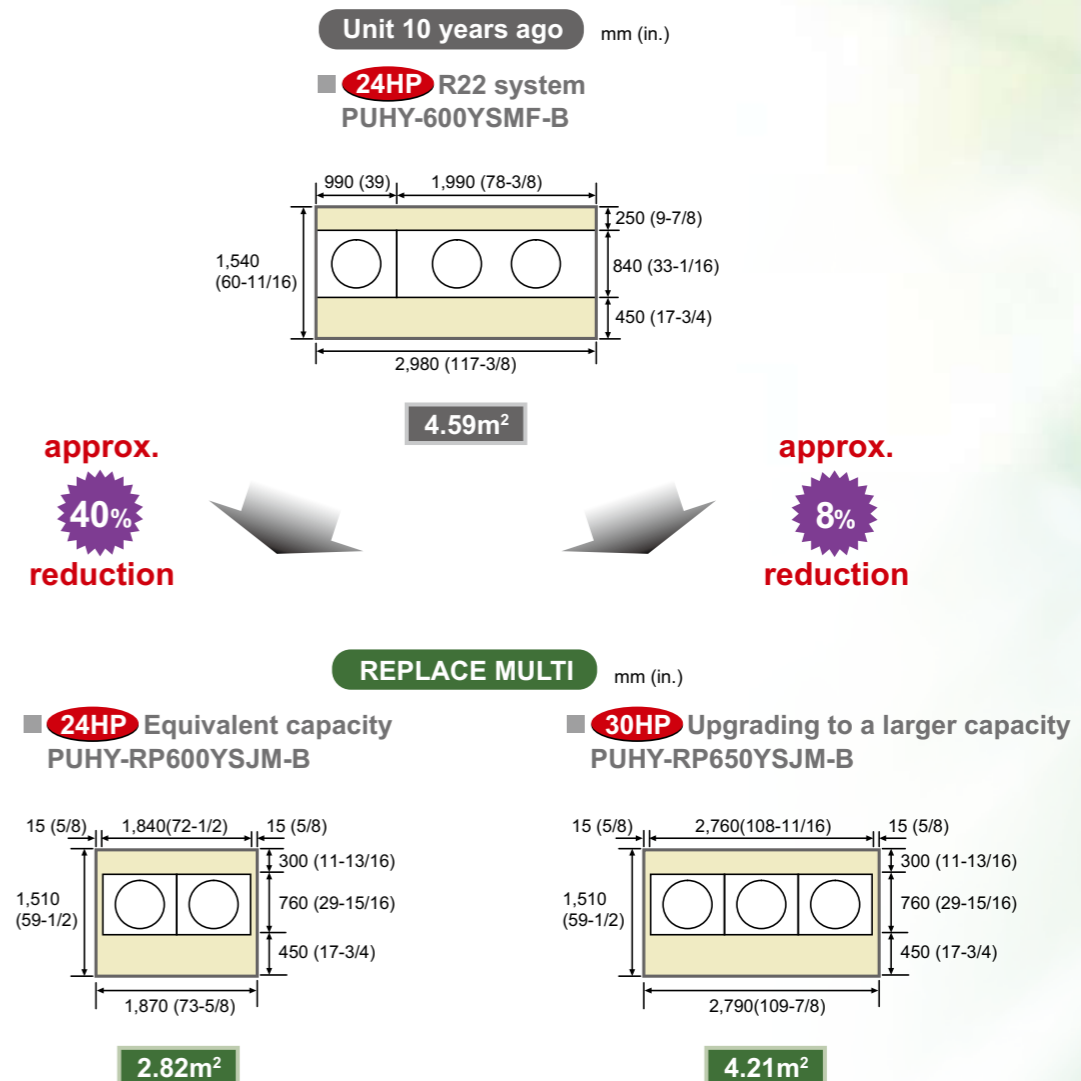 Unit 10 years ago mm (in.)
■ 24HP R22 system
PUHY-600YSMF-B
990 (39) 1,990 (78-3/8)
250 (9-7/8)
1,540
(60-11/16)
840 (33-1/16)
450 (17-3/4)
2,980 (117-3/8)
4.59m²
approx.
40%
reduction
approx.
8%
reduction
REPLACE MULTI mm (in.)
■ 24HP Equivalent capacity
PUHY-RP600YSJM-B
15 (5/8) 1,840(72-1/2) 15 (5/8)
300 (11-13/16)
1,510
(59-1/2)
760 (29-15/16)
450 (17-3/4)
1,870 (73-5/8)
2.82m²
■ 30HP Upgrading to a larger capacity
PUHY-RP650YSJM-B
15 (5/8) 2,760(108-11/16) 15 (5/8)
300 (11-13/16)
1,510
(59-1/2)
760 (29-15/16)
450 (17-3/4)
2,790(109-7/8)
4.21m²